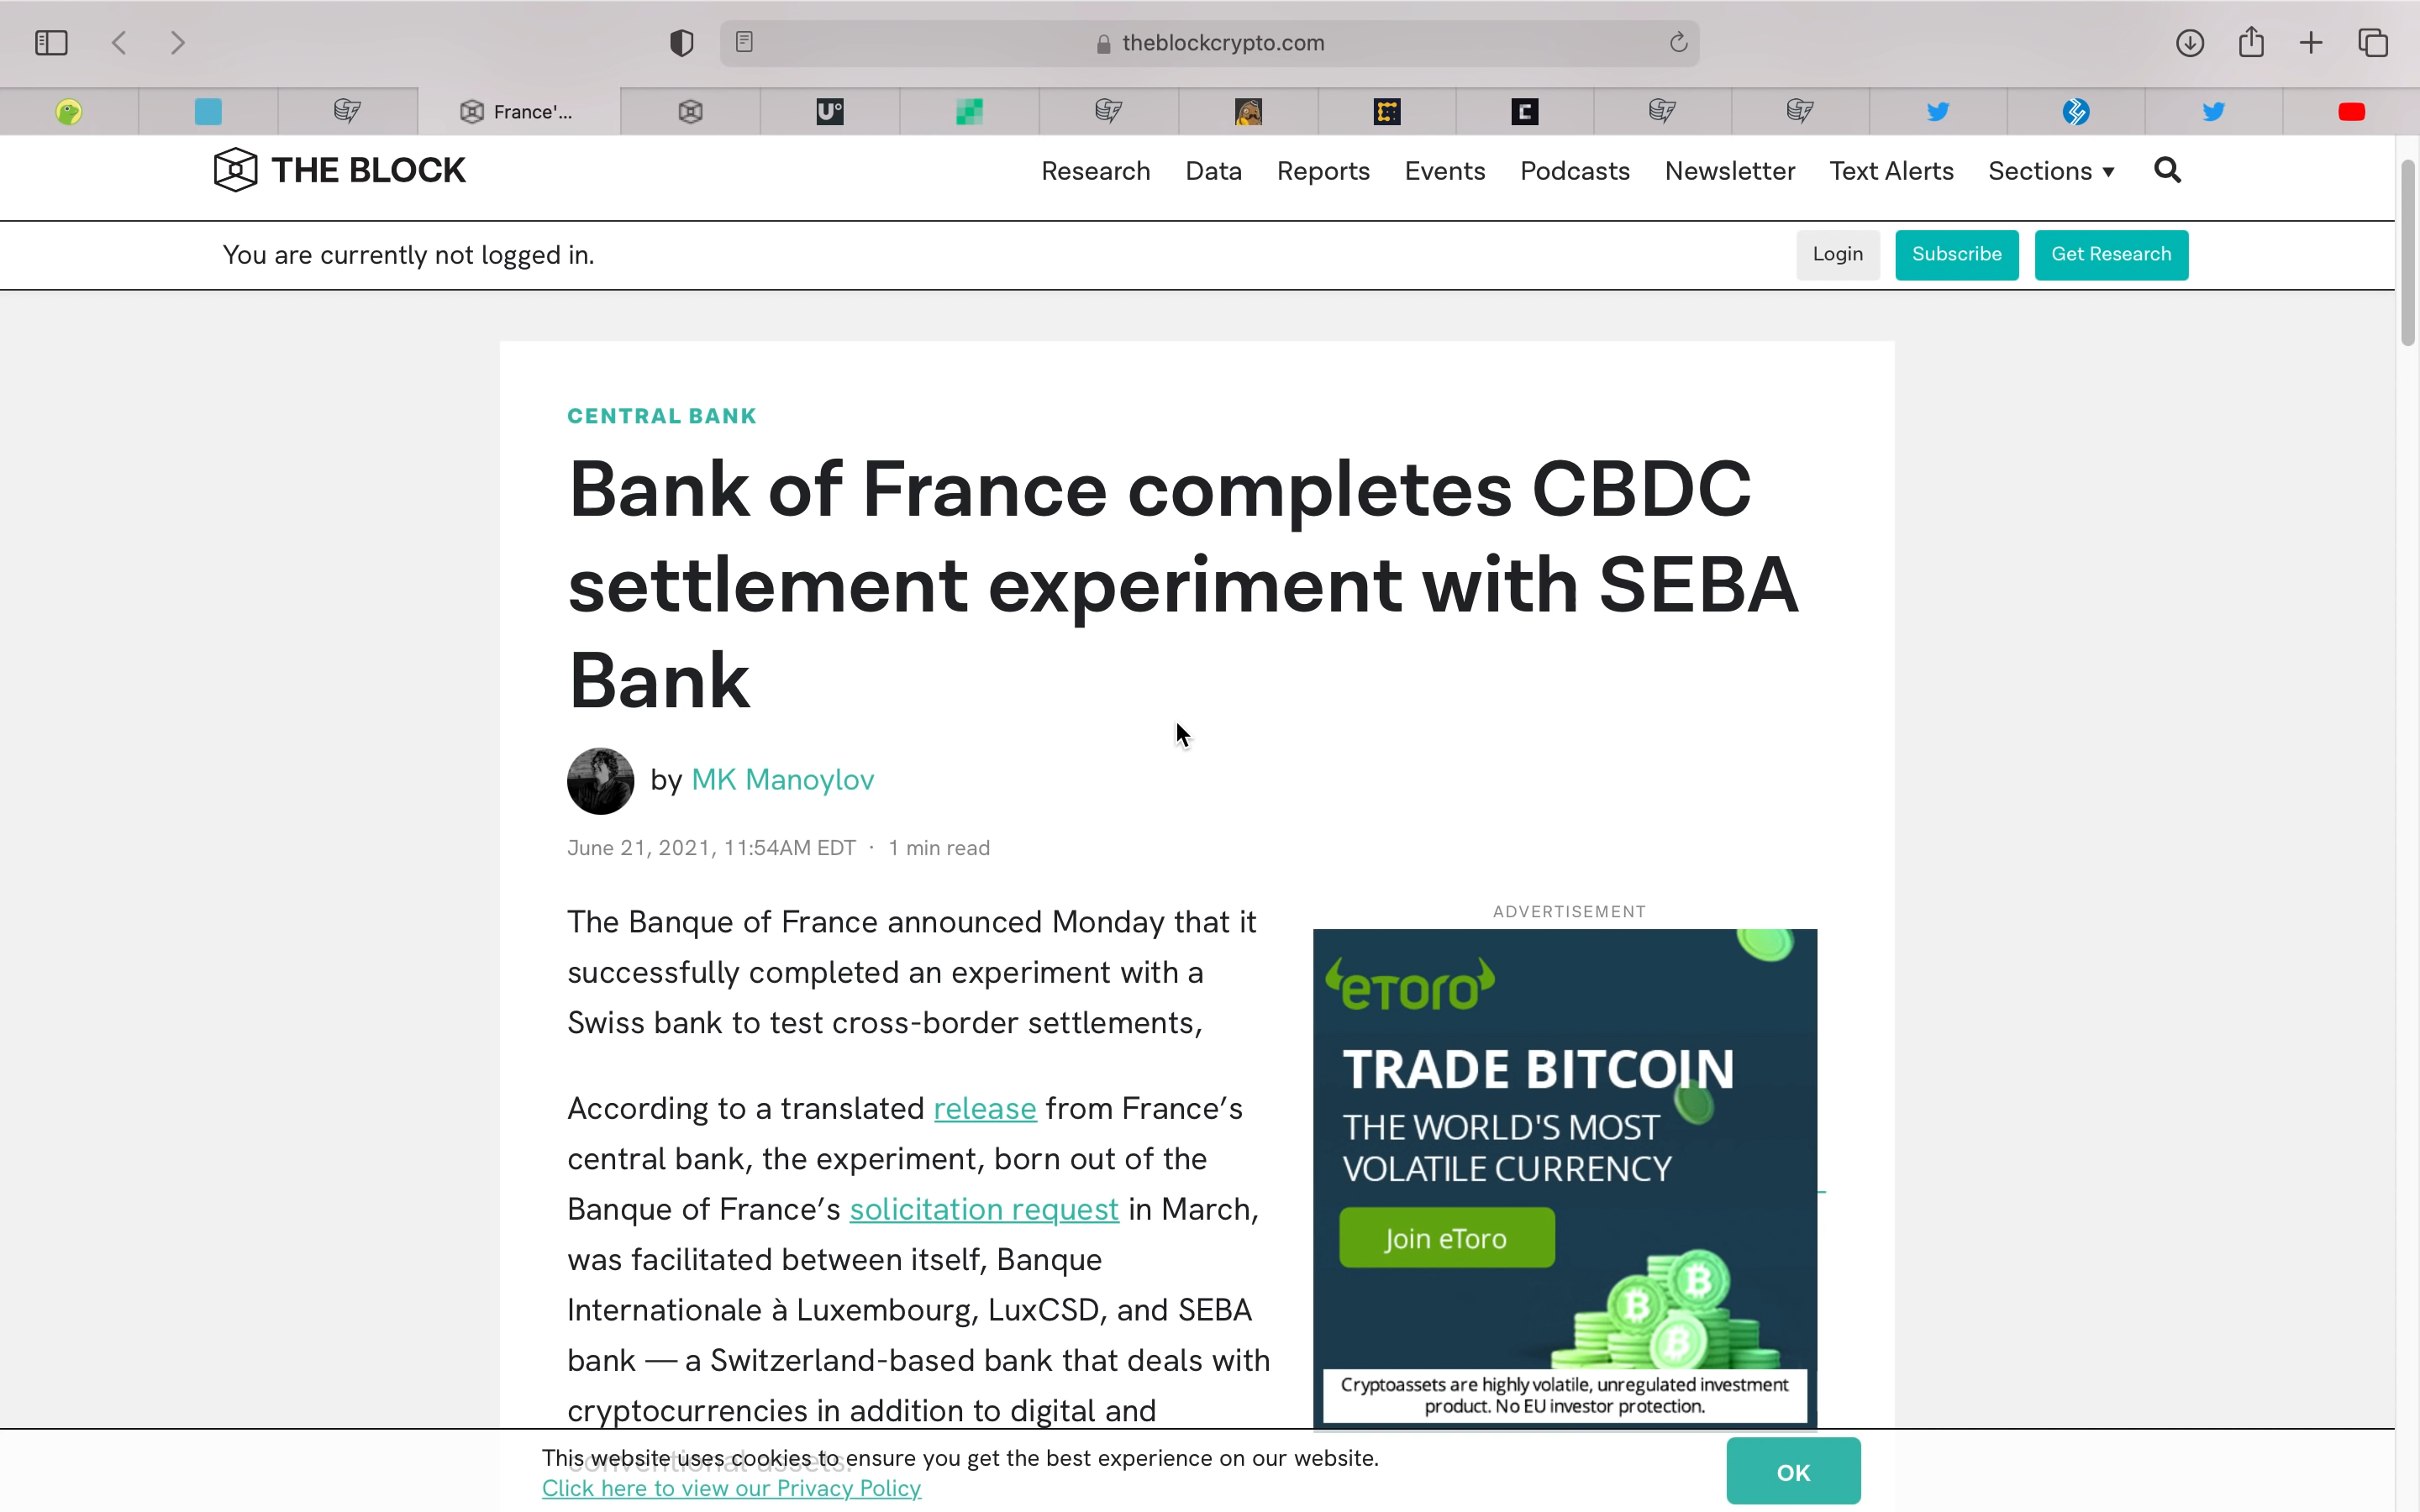 theblockcrypto.com
France'...
THE BLOCK
Research Data Reports Events Podcasts Newsletter Text Alerts Sections ▼
You are currently not logged in.
Login Subscribe Get Research
CENTRAL BANK
Bank of France completes CBDC
settlement experiment with SEBA
Bank
by MK Manoylov
June 21, 2021, 11:54AM EDT · 1 min read
The Banque of France announced Monday that it
successfully completed an experiment with a
Swiss bank to test cross-border settlements,
According to a translated release from France’s
central bank, the experiment, born out of the
Banque of France’s solicitation request in March,
was facilitated between itself, Banque
Internationale à Luxembourg, LuxCSD, and SEBA
bank — a Switzerland-based bank that deals with
cryptocurrencies in addition to digital and
conventional assets.
ADVERTISEMENT
eToro
TRADE BITCOIN
THE WORLD'S MOST
VOLATILE CURRENCY
Join eToro
Cryptoassets are highly volatile, unregulated investment
product. No EU investor protection.
This website uses cookies to ensure you get the best experience on our website.
Click here to view our Privacy Policy
OK